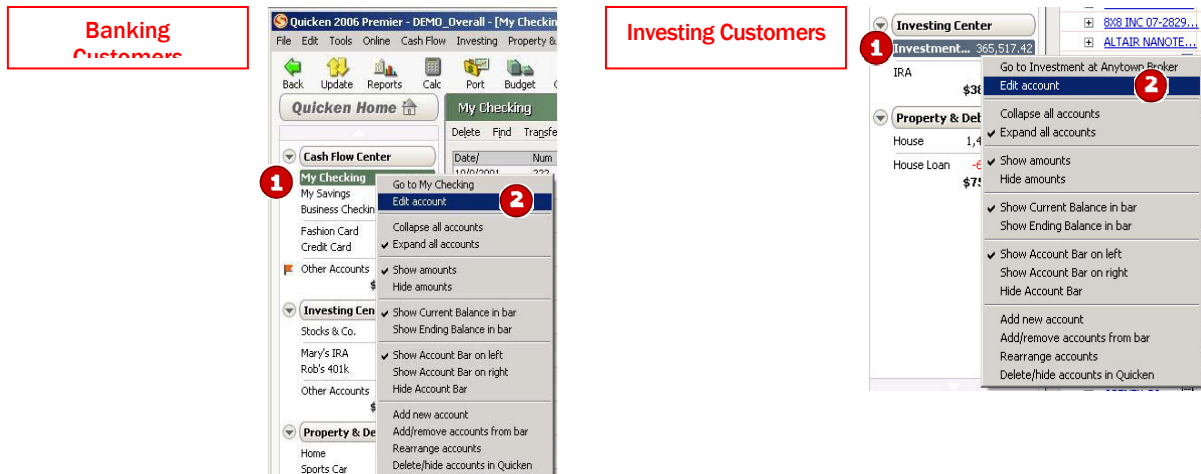 Banking
Customers
Quicken 2006 Premier - DEMO_Overall - [My Checkin
File Edit Tools Online Cash Flow Investing Property &
Back Update Reports Calc Port Budget
Quicken Home My Checking
Delete Find Transfe
Cash Flow Center Date/ Num
10/9/2001 222
1 My Checking
My Savings
Business Checkin
Fashion Card
Credit Card
Other Accounts
$
Investing Cen
Stocks & Co.
Mary's IRA
Rob's 401k
Other Accounts
$
Property & De
Home
Sports Car
Go to My Checking
Edit account 2
Collapse all accounts
Expand all accounts
Show amounts
Hide amounts
Show Current Balance in bar
Show Ending Balance in bar
Show Account Bar on left
Show Account Bar on right
Hide Account Bar
Add new account
Add/remove accounts from bar
Rearrange accounts
Delete/hide accounts in Quicken
Investing Customers
Investing Center
1 Investment... 365,517.42
IRA
$38
Property & Deb
House 1,4
House Loan -6
$75
8X8 INC 07-2829...
ALTAIR NANOTE...
Go to Investment at Anytown Broker
Edit account 2
Collapse all accounts
Expand all accounts
Show amounts
Hide amounts
Show Current Balance in bar
Show Ending Balance in bar
Show Account Bar on left
Show Account Bar on right
Hide Account Bar
Add new account
Add/remove accounts from bar
Rearrange accounts
Delete/hide accounts in Quicken